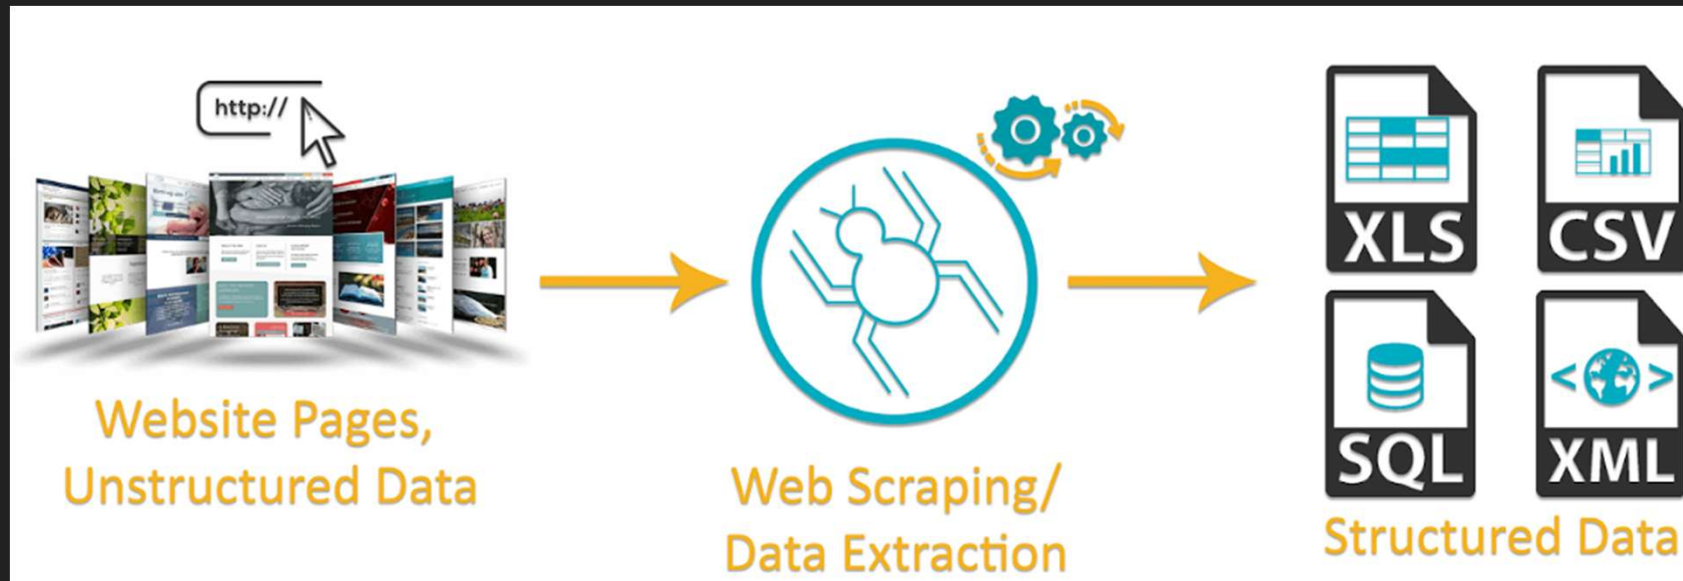 http://
Website Pages,
Unstructured Data
Web Scraping/
Data Extraction
XLS
CSV
SQL
XML
< >
Structured Data